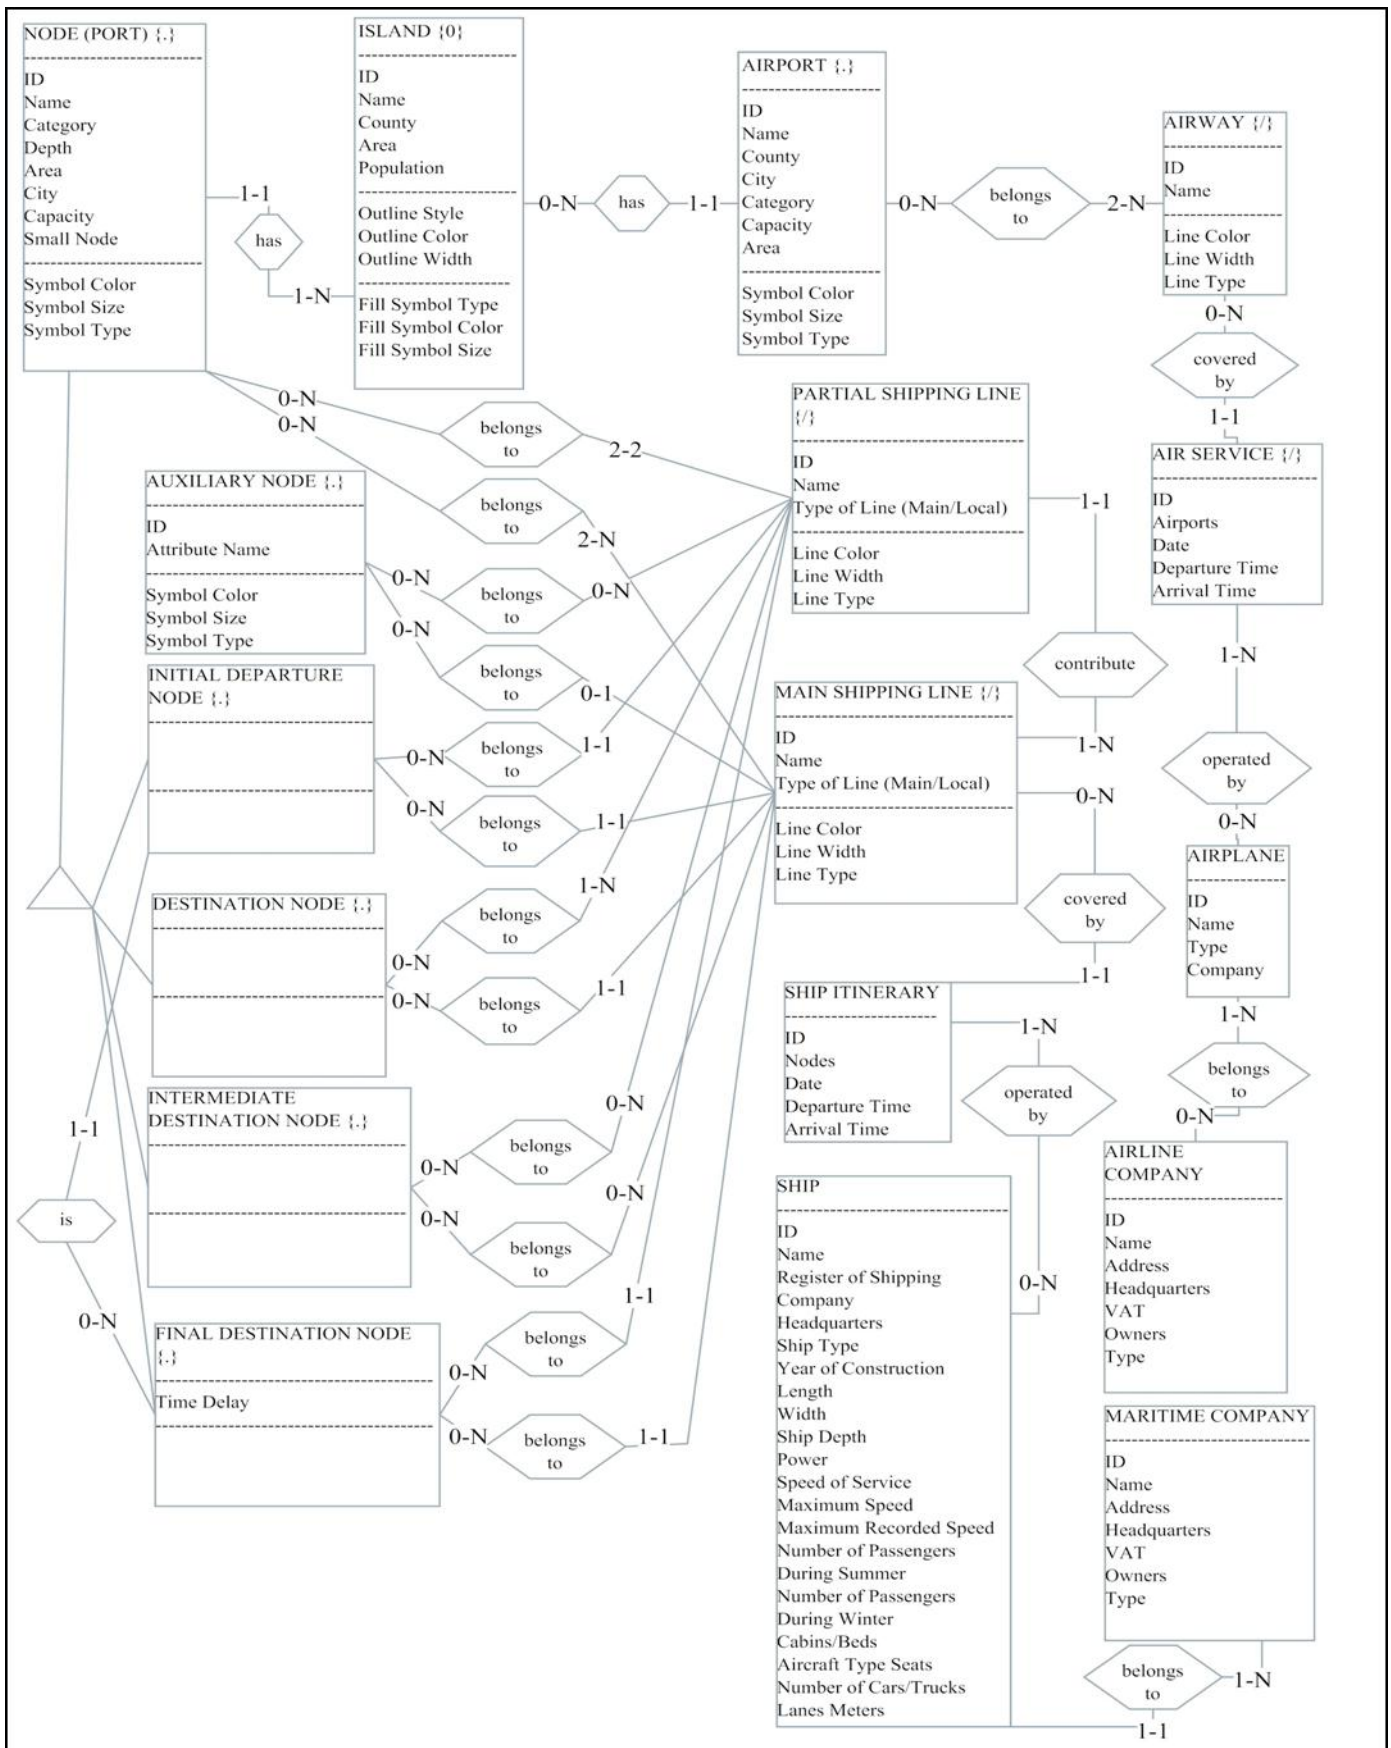 NODE (PORT) {.}
ID
Name
Category
Depth
Area
City
Capacity
Small Node
Symbol Color
Symbol Size
Symbol Type
1-1
has
1-N
ISLAND {0}
ID
Name
County
Area
Population
Outline Style
Outline Color
Outline Width
Fill Symbol Type
Fill Symbol Color
Fill Symbol Size
0-N
has
1-1
AIRPORT {.}
ID
Name
County
City
Category
Capacity
Area
Symbol Color
Symbol Size
Symbol Type
0-N
belongs
to
2-N
AIRWAY {/}
ID
Name
Line Color
Line Width
Line Type
0-N
covered
by
1-1
AIR SERVICE {/}
ID
Airports
Date
Departure Time
Arrival Time
1-N
operated
by
0-N
AIRPLANE
ID
Name
Type
Company
1-N
belongs
to
0-N
AIRLINE
COMPANY
ID
Name
Address
Headquarters
VAT
Owners
Type
0-N
belongs
to
2-2
0-N
belongs
to
2-N
PARTIAL SHIPPING LINE
{/}
ID
Name
Type of Line (Main/Local)
Line Color
Line Width
Line Type
1-1
contribute
1-N
AUXILIARY NODE {.}
ID
Attribute Name
Symbol Color
Symbol Size
Symbol Type
0-N
belongs
to
0-N
0-N
belongs
to
0-1
MAIN SHIPPING LINE {/}
ID
Name
Type of Line (Main/Local)
Line Color
Line Width
Line Type
0-N
covered
by
1-1
INITIAL DEPARTURE
NODE {.}
0-N
belongs
to
1-1
0-N
belongs
to
1-1
DESTINATION NODE {.}
0-N
belongs
to
1-N
0-N
belongs
to
1-1
INTERMEDIATE
DESTINATION NODE {.}
0-N
belongs
to
0-N
0-N
belongs
to
0-N
1-1
is
0-N
FINAL DESTINATION NODE
{.}
Time Delay
0-N
belongs
to
1-1
0-N
belongs
to
1-1
SHIP ITINERARY
ID
Nodes
Date
Departure Time
Arrival Time
1-N
operated
by
0-N
SHIP
ID
Name
Register of Shipping
Company
Headquarters
Ship Type
Year of Construction
Length
Width
Ship Depth
Power
Speed of Service
Maximum Speed
Maximum Recorded Speed
Number of Passengers
During Summer
Number of Passengers
During Winter
Cabins/Beds
Aircraft Type Seats
Number of Cars/Trucks
Lanes Meters
MARITIME COMPANY
ID
Name
Address
Headquarters
VAT
Owners
Type
belongs
to
1-N
1-1